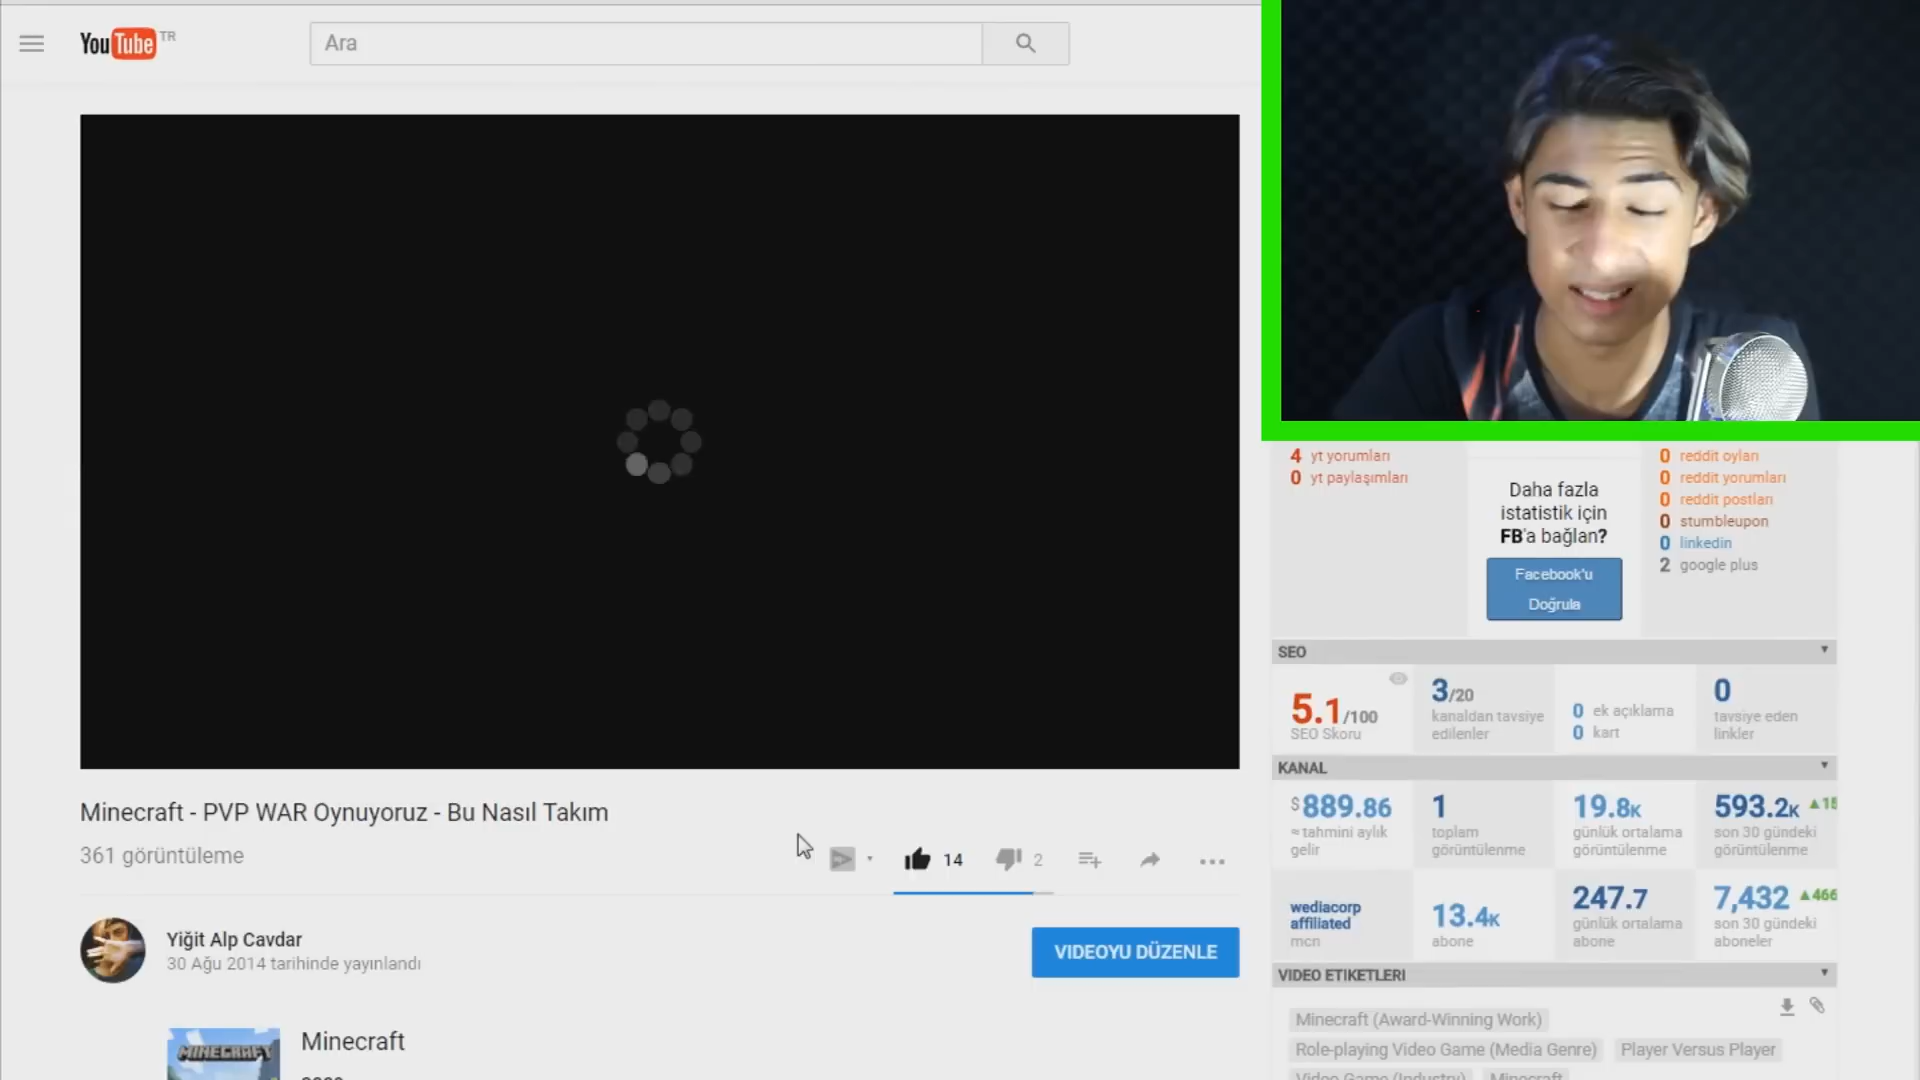 YouTube TR
Ara
Minecraft - PVP WAR Oynuyoruz - Bu Nasıl Takım
361 görüntüleme
14
2
Yiğit Alp Cavdar
30 Ağu 2014 tarihinde yayınlandı
VIDEOYU DÜZENLE
MINECRAFT
Minecraft
4 yt yorumları
0 yt paylaşımları
Daha fazla
istatistik için
FB'a bağlan?
Facebook'u
Doğrula
0 reddit oyları
0 reddit yorumları
0 reddit postları
0 stumbleupon
0 linkedin
2 google plus
SEO
5.1/100
SEO Skoru
3/20
kanaldan tavsiye
edilenler
0 ek açıklama
0 kart
0
tavsiye eden
linkler
KANAL
$889.86
≈ tahmini aylık
gelir
1
toplam
görüntülenme
19.8K
günlük ortalama
görüntülenme
593.2K
son 30 gündeki
görüntülenme
wediacorp
affiliated
mcn
13.4K
abone
247.7
günlük ortalama
abone
7,432 ▲466
son 30 gündeki
aboneler
VIDEO ETIKETLERI
Minecraft (Award-Winning Work)
Role-playing Video Game (Media Genre)
Player Versus Player
Video Game (Industry)
Minecraft